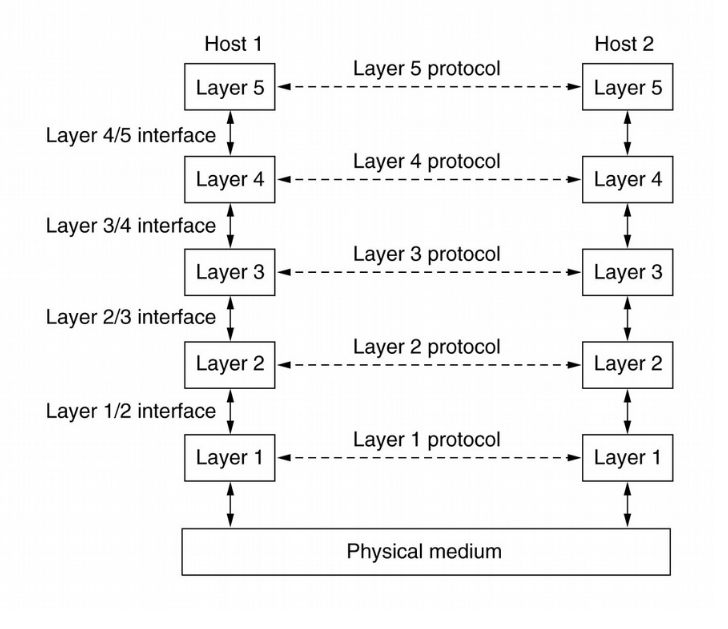 Host 1
Host 2
Layer 5
Layer 5 protocol
Layer 5
Layer 4/5 interface
Layer 4
Layer 4 protocol
Layer 4
Layer 3/4 interface
Layer 3
Layer 3 protocol
Layer 3
Layer 2/3 interface
Layer 2
Layer 2 protocol
Layer 2
Layer 1/2 interface
Layer 1
Layer 1 protocol
Layer 1
Physical medium